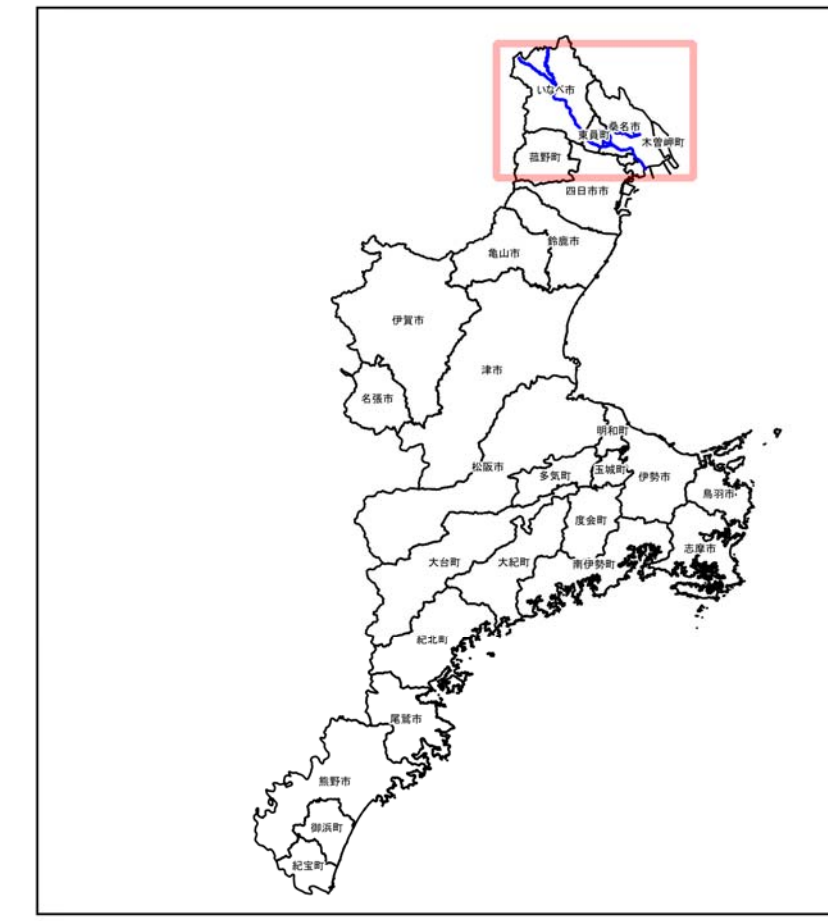 いなべ市
桑名市
東員町
木曽岬町
菰野町
四日市市
鈴鹿市
亀山市
伊賀市
津市
名張市
明和町
松阪市
多気町
玉城町
伊勢市
鳥羽市
度会町
志摩市
大台町
大紀町
南伊勢町
紀北町
尾鷲市
熊野市
御浜町
紀宝町